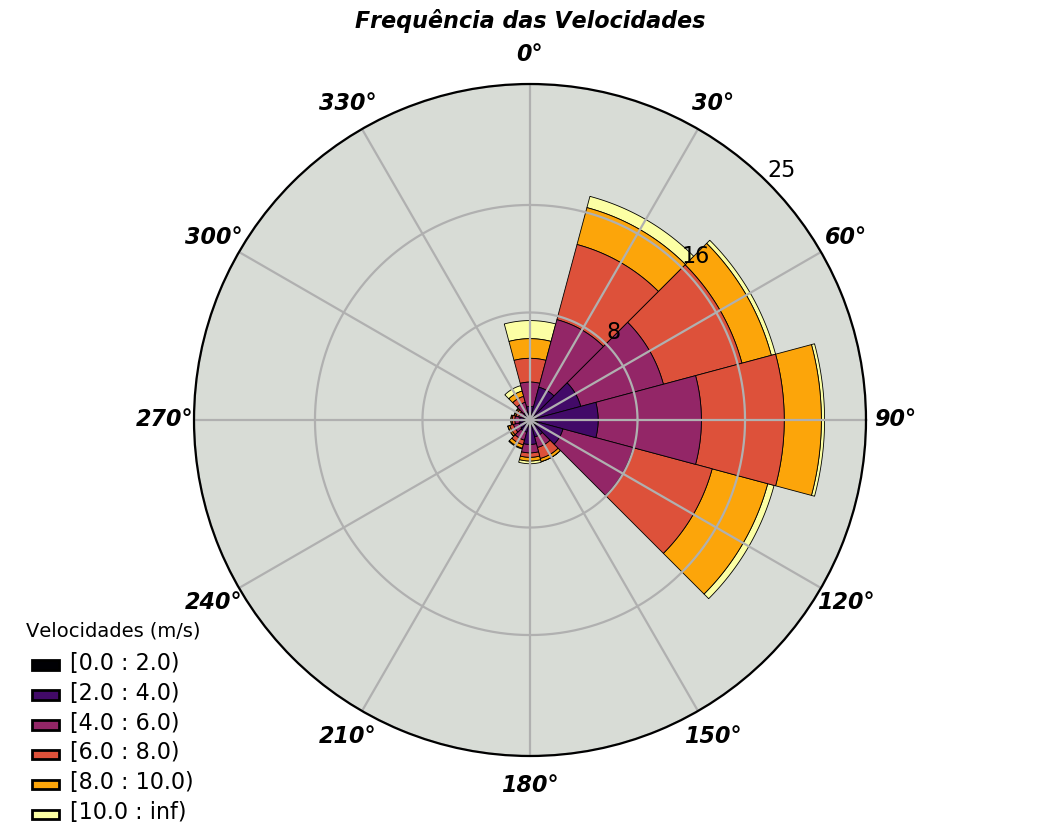 Frequência das Velocidades
0°
330°
30°
25
300°
60°
16
8
270°
90°
240°
120°
210°
150°
180°
Velocidades (m/s)
[0.0 : 2.0)
[2.0 : 4.0)
[4.0 : 6.0)
[6.0 : 8.0)
[8.0 : 10.0)
[10.0 : inf)